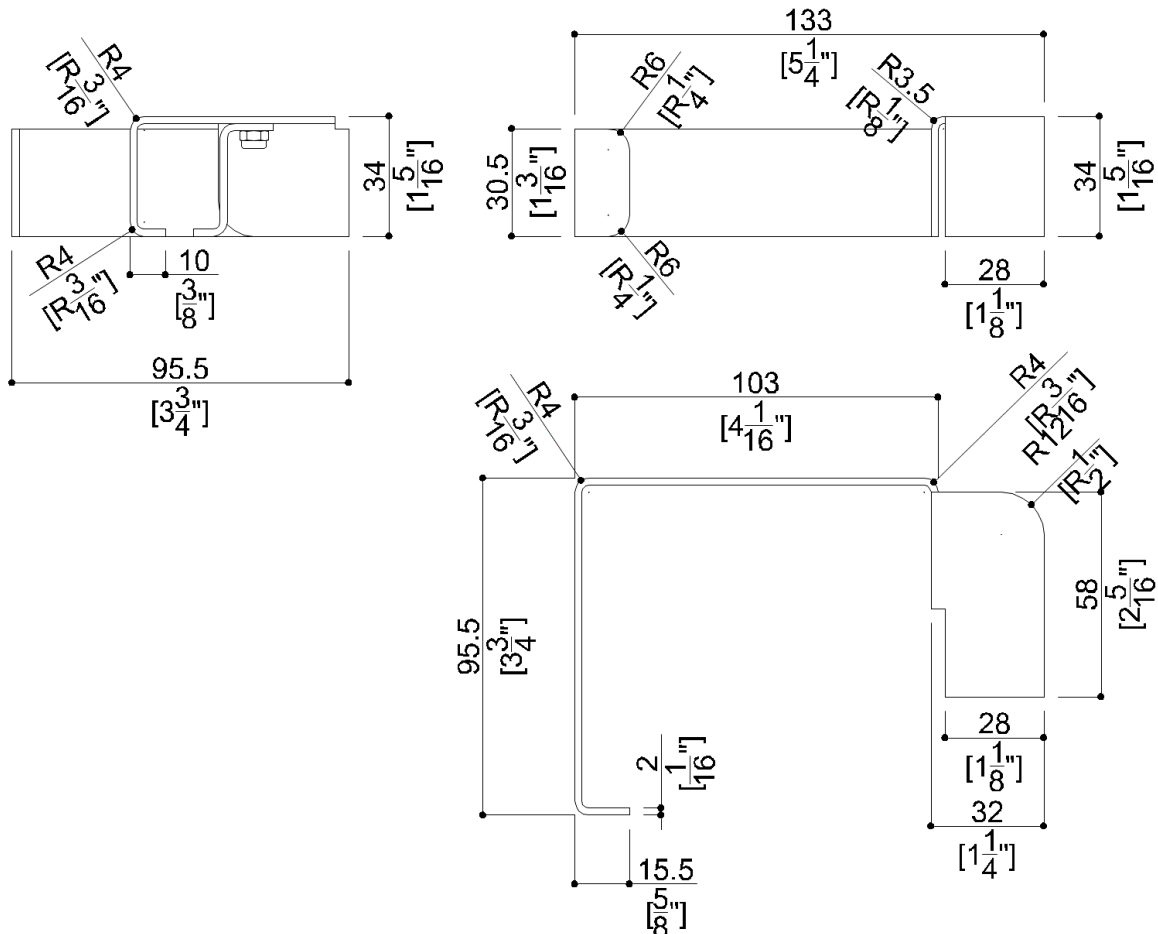 R4
[R3/16"]
34
[1 5/16"]
R4
[R3/16"]
10
[3/8"]
95.5
[3 3/4"]
133
[5 1/4"]
R6
[R1/4"]
R3.5
[R1/8"]
30.5
[1 3/16"]
34
[1 5/16"]
R6
[R1/4"]
28
[1 1/8"]
R4
[R3/16"]
103
[4 1/16"]
R4
[R3/16"]
R12
[R1/2"]
95.5
[3 3/4"]
58
[2 5/16"]
2
[1/16"]
28
[1 1/8"]
32
[1 1/4"]
15.5
[5/8"]